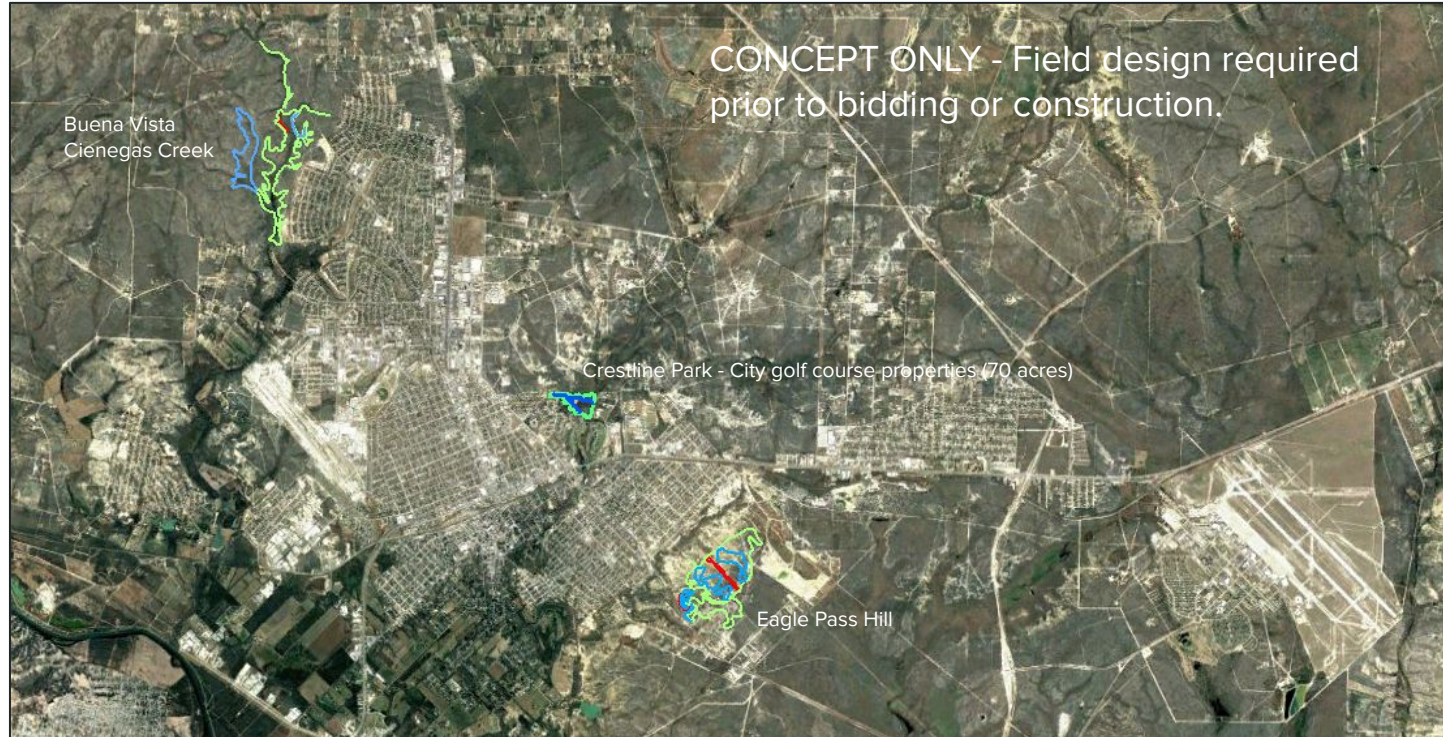 CONCEPT ONLY - Field design required
prior to bidding or construction.
Buena Vista
Cienegas Creek
Crestline Park - City golf course properties (70 acres)
Eagle Pass Hill